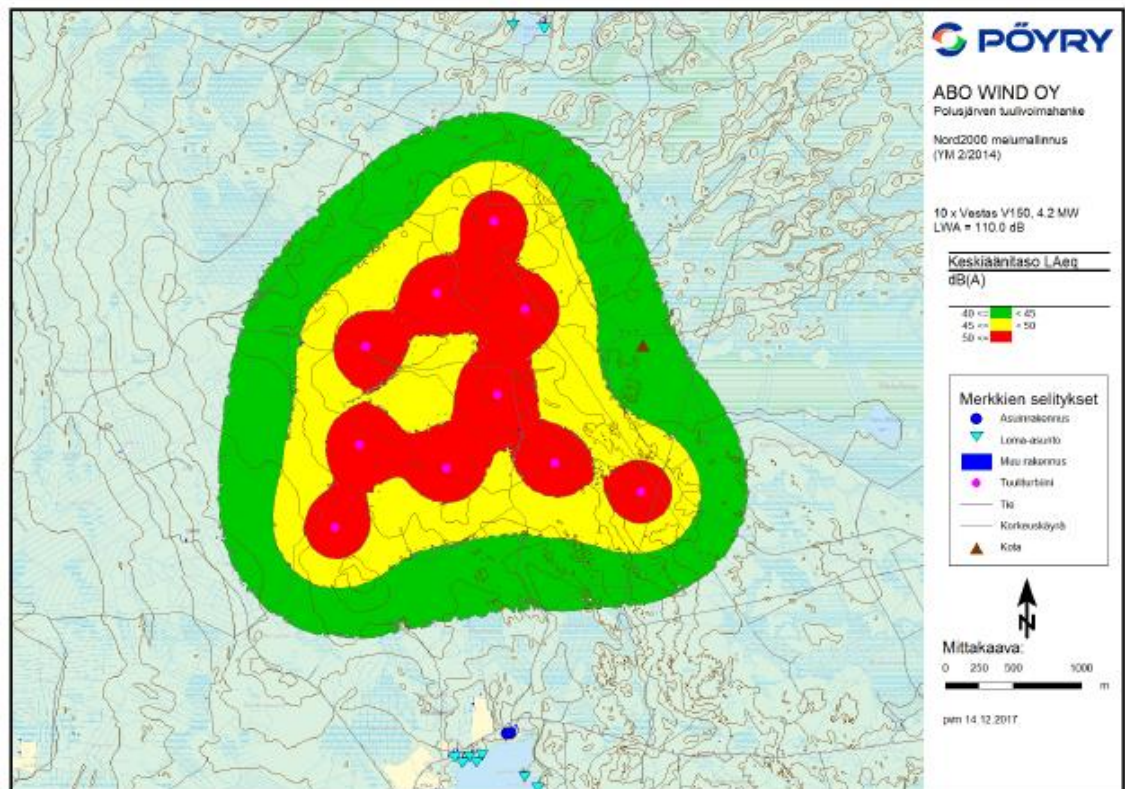 PÖYRY
ABO WIND OY
Polusjärven tuulivoimahanke
Nord2000 melumallinnus
(YM 2/2014)
10 x Vestas V150, 4.2 MW
LWA = 110.0 dB
Keskiäänitaso LAeq
dB(A)
40 <= < 45
45 <= < 50
50 <=
Merkkien selitykset
Asuinrakennus
Loma-asunto
Muu rakennus
Tuuliturbiini
Tie
Korkeuskäyrä
Kota
N
Mittakaava:
0 250 500 1000
m
pvm 14.12.2017